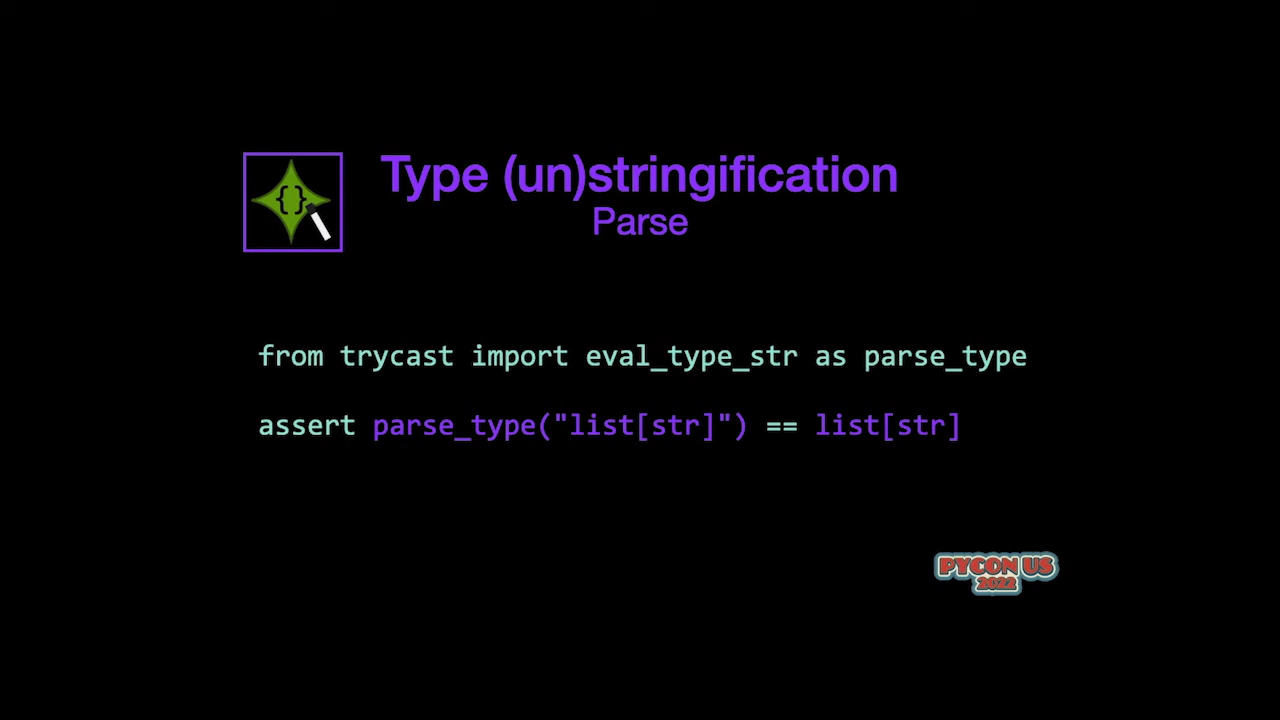 {}
Type (un)stringification
Parse
from trycast import eval_type_str as parse_type
assert parse_type("list[str]") == list[str]
PYCON US
2022